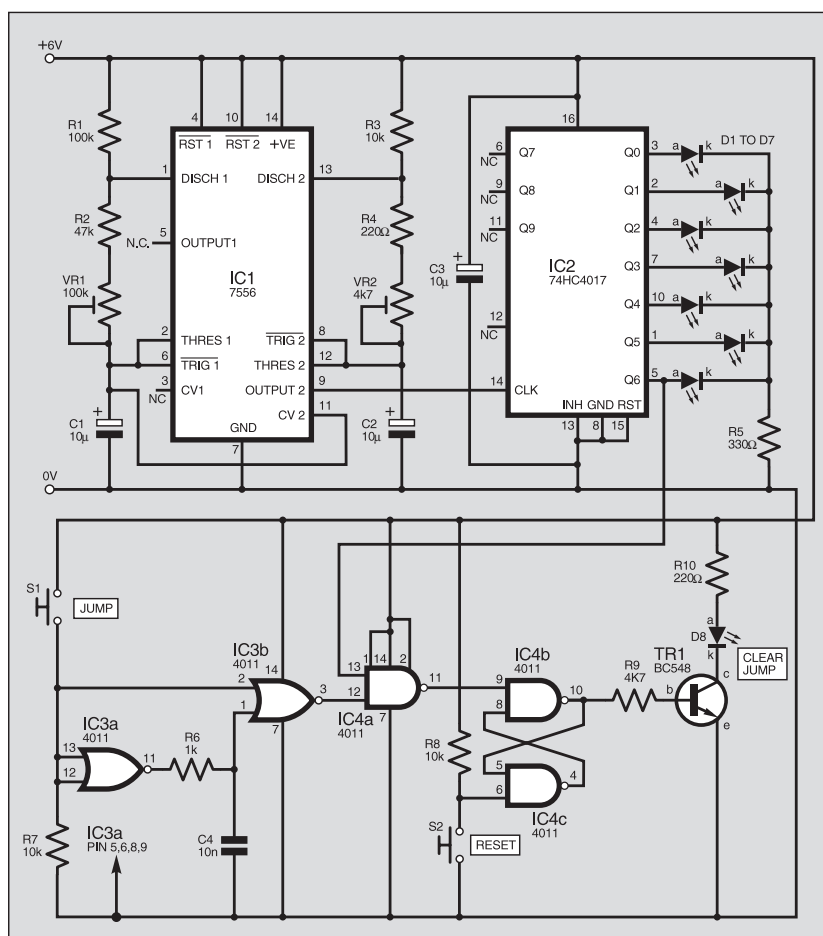 +6V
R1
100k
R2
47k
VR1
100k
C1
10µ
+
0V
4
10
14
RST 1
RST 2
+VE
1
DISCH 1
DISCH 2
13
N.C.
5
OUTPUT1
IC1
7556
2
THRES 1
TRIG 2
8
6
TRIG 1
THRES 2
12
NC
3
CV1
OUTPUT 2
9
CV 2
11
GND
7
R3
10k
R4
220Ω
VR2
4k7
C2
10µ
+
C3
10µ
+
16
NC
6
Q7
NC
9
Q8
NC
11
Q9
NC
12
IC2
74HC4017
14
CLK
INH GND RST
13
8
15
Q0
3
a
k
D1 TO D7
Q1
2
a
k
Q2
4
a
k
Q3
7
a
k
Q4
10
a
k
Q5
1
a
k
Q6
5
a
k
R5
330Ω
S1
JUMP
IC3b
4011
14
2
1
3
7
IC3a
4011
13
12
11
R6
1k
R7
10k
IC3a
PIN 5,6,8,9
C4
10n
1
14
2
13
12
11
IC4a
4011
7
R8
10k
S2
RESET
IC4b
4011
9
8
10
5
6
4
IC4c
4011
R9
4K7
TR1
BC548
b
c
e
R10
220Ω
a
D8
k
CLEAR
JUMP